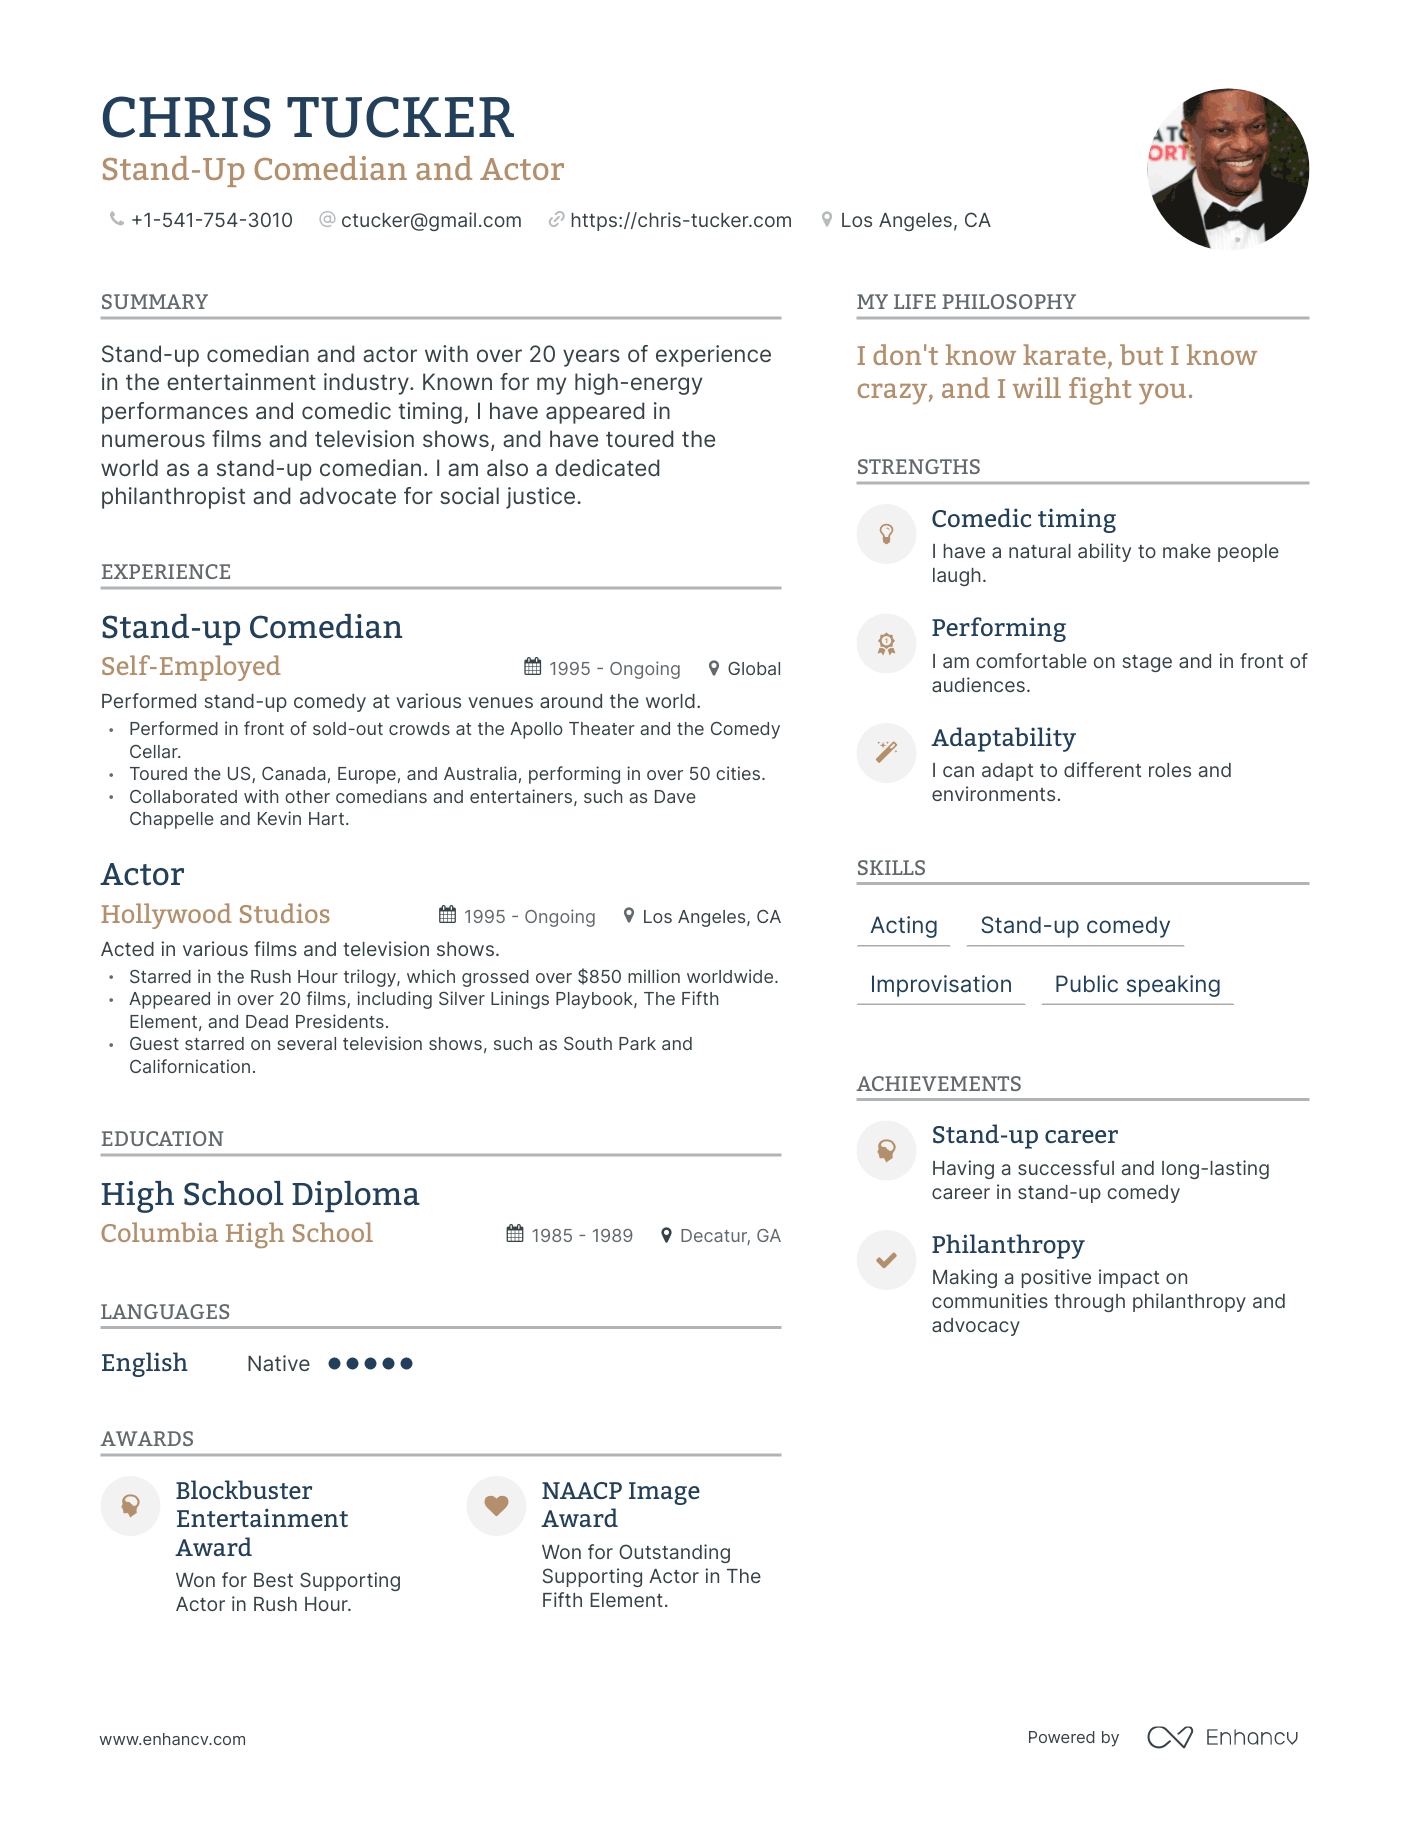 CHRIS TUCKER
Stand-Up Comedian and Actor
+1-541-754-3010 @ ctucker@gmail.com https://chris-tucker.com Los Angeles, CA
SUMMARY
Stand-up comedian and actor with over 20 years of experience
in the entertainment industry. Known for my high-energy
performances and comedic timing, I have appeared in
numerous films and television shows, and have toured the
world as a stand-up comedian. I am also a dedicated
philanthropist and advocate for social justice.
EXPERIENCE
Stand-up Comedian
Self-Employed 1995 - Ongoing Global
Performed stand-up comedy at various venues around the world.
• Performed in front of sold-out crowds at the Apollo Theater and the Comedy
Cellar.
• Toured the US, Canada, Europe, and Australia, performing in over 50 cities.
• Collaborated with other comedians and entertainers, such as Dave
Chappelle and Kevin Hart.
Actor
Hollywood Studios 1995 - Ongoing Los Angeles, CA
Acted in various films and television shows.
• Starred in the Rush Hour trilogy, which grossed over $850 million worldwide.
• Appeared in over 20 films, including Silver Linings Playbook, The Fifth
Element, and Dead Presidents.
• Guest starred on several television shows, such as South Park and
Californication.
EDUCATION
High School Diploma
Columbia High School 1985 - 1989 Decatur, GA
LANGUAGES
English Native
AWARDS
Blockbuster
Entertainment
Award
Won for Best Supporting
Actor in Rush Hour.
NAACP Image
Award
Won for Outstanding
Supporting Actor in The
Fifth Element.
MY LIFE PHILOSOPHY
I don't know karate, but I know
crazy, and I will fight you.
STRENGTHS
Comedic timing
I have a natural ability to make people
laugh.
Performing
I am comfortable on stage and in front of
audiences.
Adaptability
I can adapt to different roles and
environments.
SKILLS
Acting Stand-up comedy
Improvisation Public speaking
ACHIEVEMENTS
Stand-up career
Having a successful and long-lasting
career in stand-up comedy
Philanthropy
Making a positive impact on
communities through philanthropy and
advocacy
www.enhancv.com
Powered by Enhancv